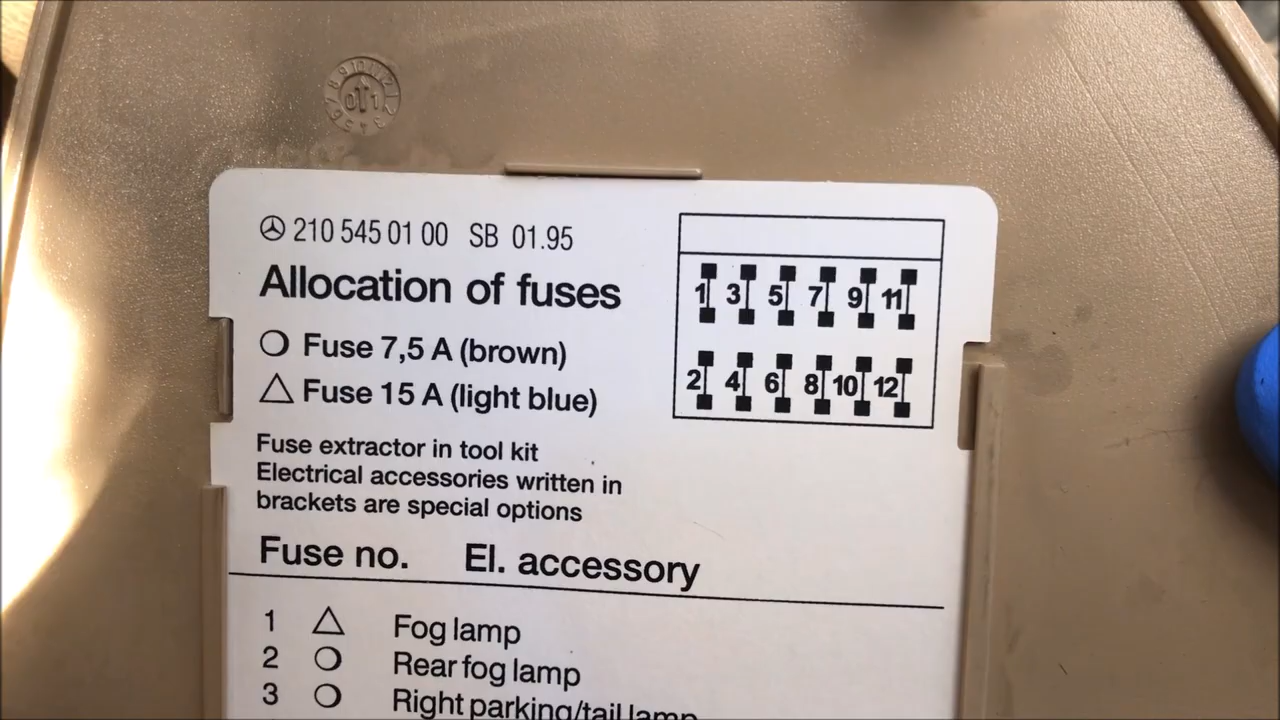 210 545 01 00 SB 01.95
Allocation of fuses
Fuse 7,5 A (brown)
Fuse 15 A (light blue)
Fuse extractor in tool kit
Electrical accessories written in
brackets are special options
1 3 5 7 9 11
2 4 6 8 10 12
Fuse no. El. accessory
1 △ Fog lamp
2 ○ Rear fog lamp
3 ○ Right parking/tail lamp